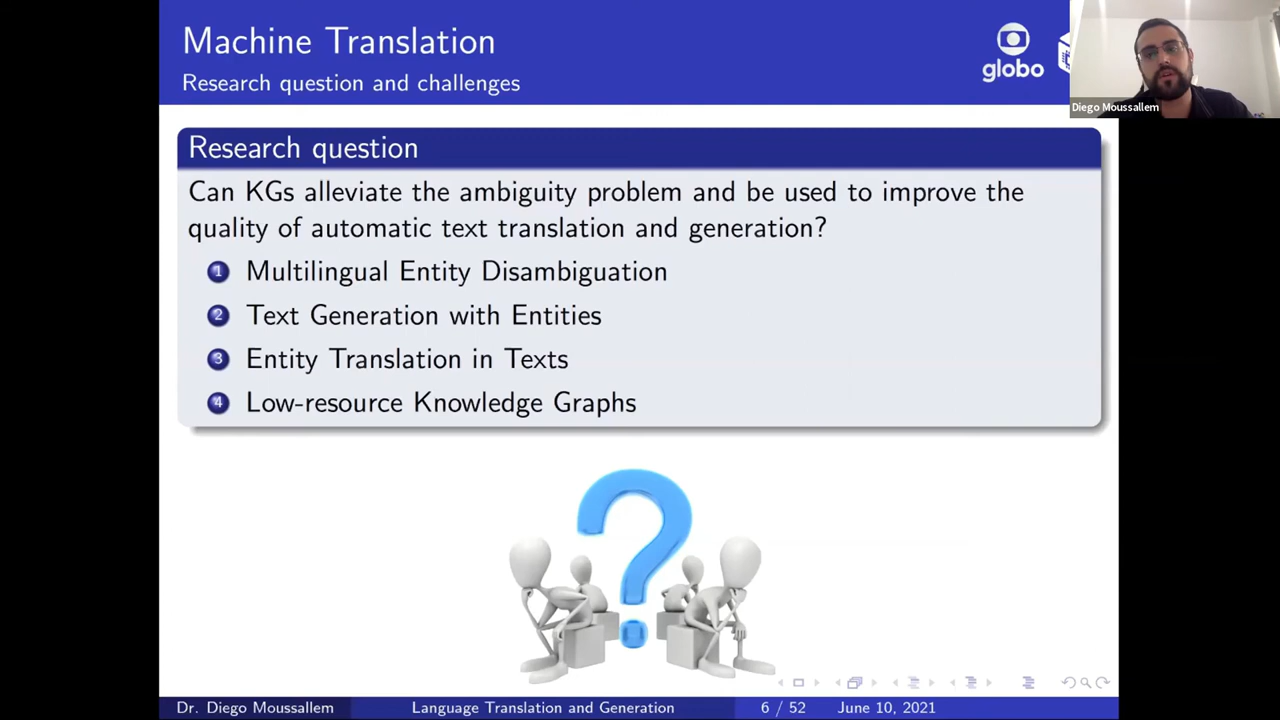 Machine Translation
Research question and challenges
globo
Diego Moussallem
Research question
Can KGs alleviate the ambiguity problem and be used to improve the
quality of automatic text translation and generation?
1 Multilingual Entity Disambiguation
2 Text Generation with Entities
3 Entity Translation in Texts
4 Low-resource Knowledge Graphs
Dr. Diego Moussallem Language Translation and Generation 6 / 52 June 10, 2021